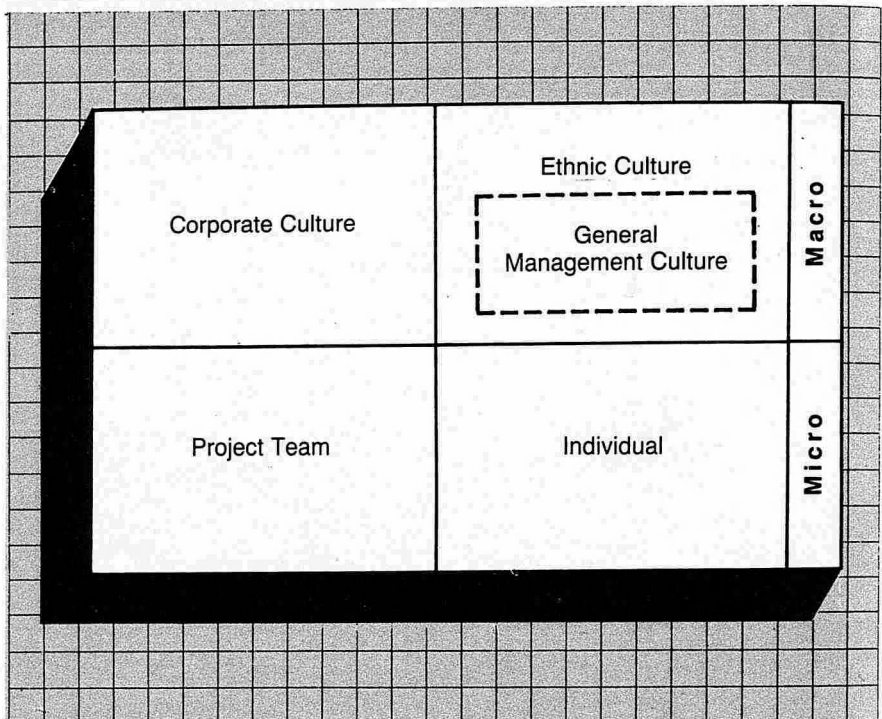 Corporate Culture
Ethnic Culture
General
Management Culture
Macro
Project Team
Individual
Micro